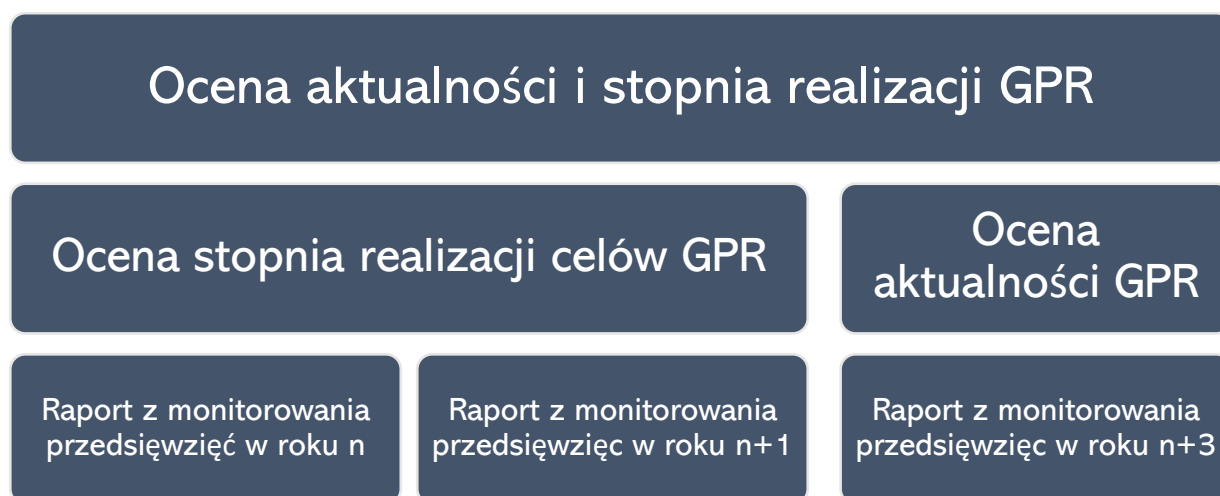 Ocena aktualności i stopnia realizacji GPR
Ocena stopnia realizacji celów GPR
Ocena
aktualności GPR
Raport z monitorowania
przedsięwzięć w roku n
Raport z monitorowania
przedsięwzięc w roku n+1
Raport z monitorowania
przedsięwzięc w roku n+3